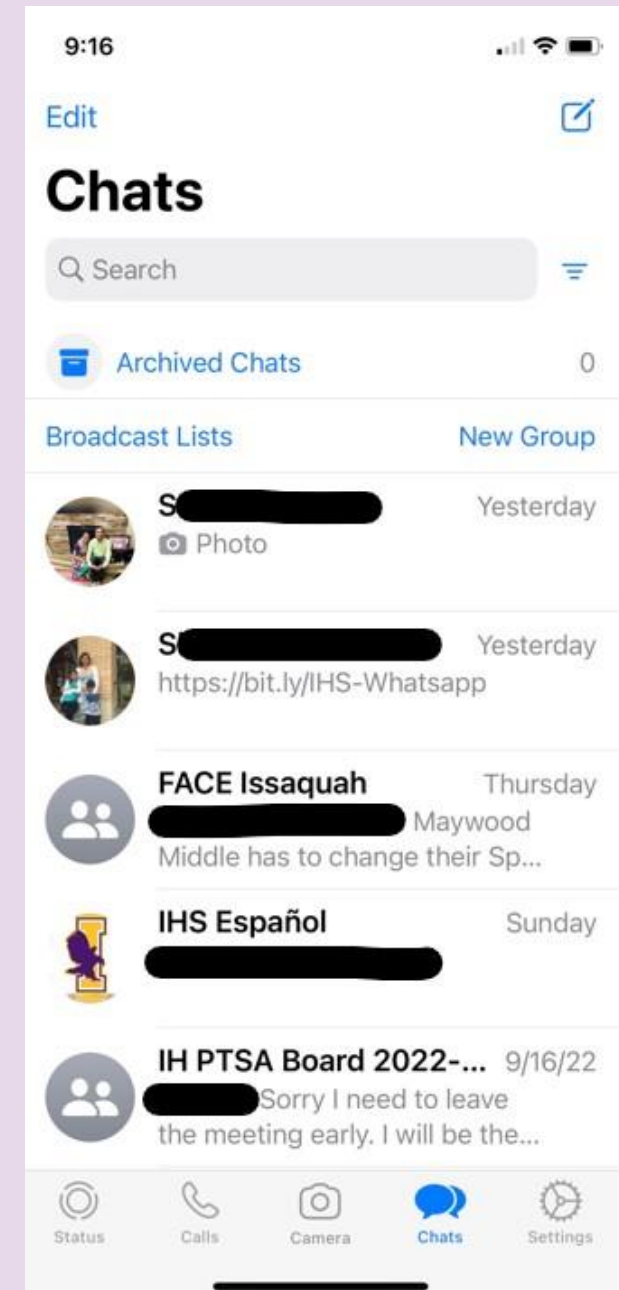 9:16
Edit
Chats
Search
Archived Chats 0
Broadcast Lists New Group
S Yesterday
Photo
S Yesterday
https://bit.ly/IHS-Whatsapp
FACE Issaquah Thursday
Maywood
Middle has to change their Sp...
IHS Español Sunday
IH PTSA Board 2022-... 9/16/22
Sorry I need to leave
the meeting early. I will be the...
Status Calls Camera Chats Settings